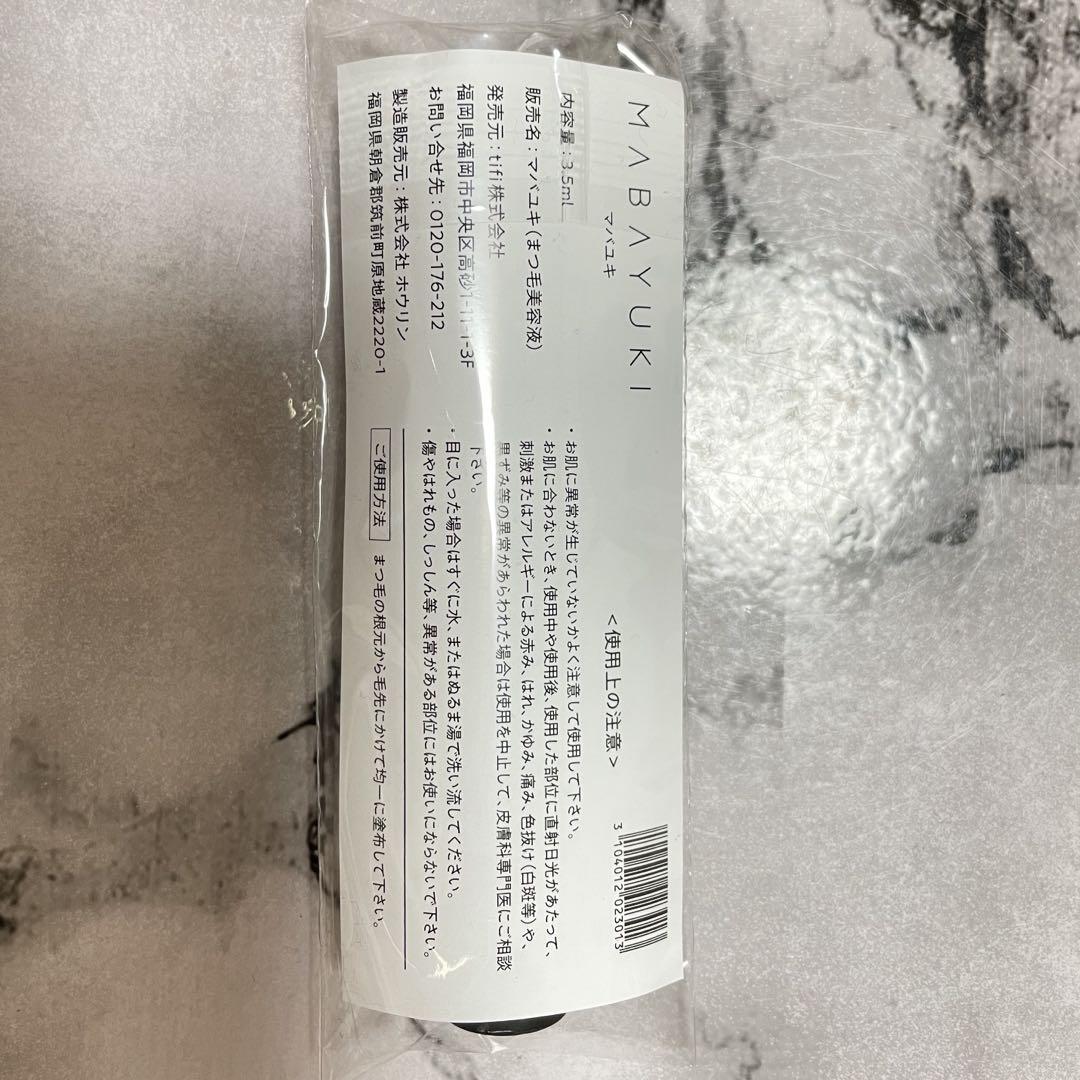 MABAYUKI
マバユキ
内容量：3.5mL
販売名：マバユキ（まつ毛美容液）
発売元：tifi株式会社
福岡県福岡市中央区高砂1-11-1-3F
お問い合せ先：0120-176-212
製造販売元：株式会社 ホウリン
福岡県朝倉郡筑前町原地蔵2220-1
＜使用上の注意＞
3 104012 023013
・お肌に異常が生じていないかよく注意して使用して下さい。
・お肌に合わないとき、使用中や使用後、使用した部位に直射日光があたって、
刺激またはアレルギーによる赤み、はれ、かゆみ、痛み、色抜け（白斑等）や、
黒ずみ等の異常があらわれた場合は使用を中止して、皮膚科専門医にご相談
下さい。
・目に入った場合はすぐに水、またはぬるま湯で洗い流してください。
・傷やはれもの、しっしん等、異常がある部位にはお使いにならないで下さい。
ご使用方法 まつ毛の根元から毛先にかけて均一に塗布して下さい。